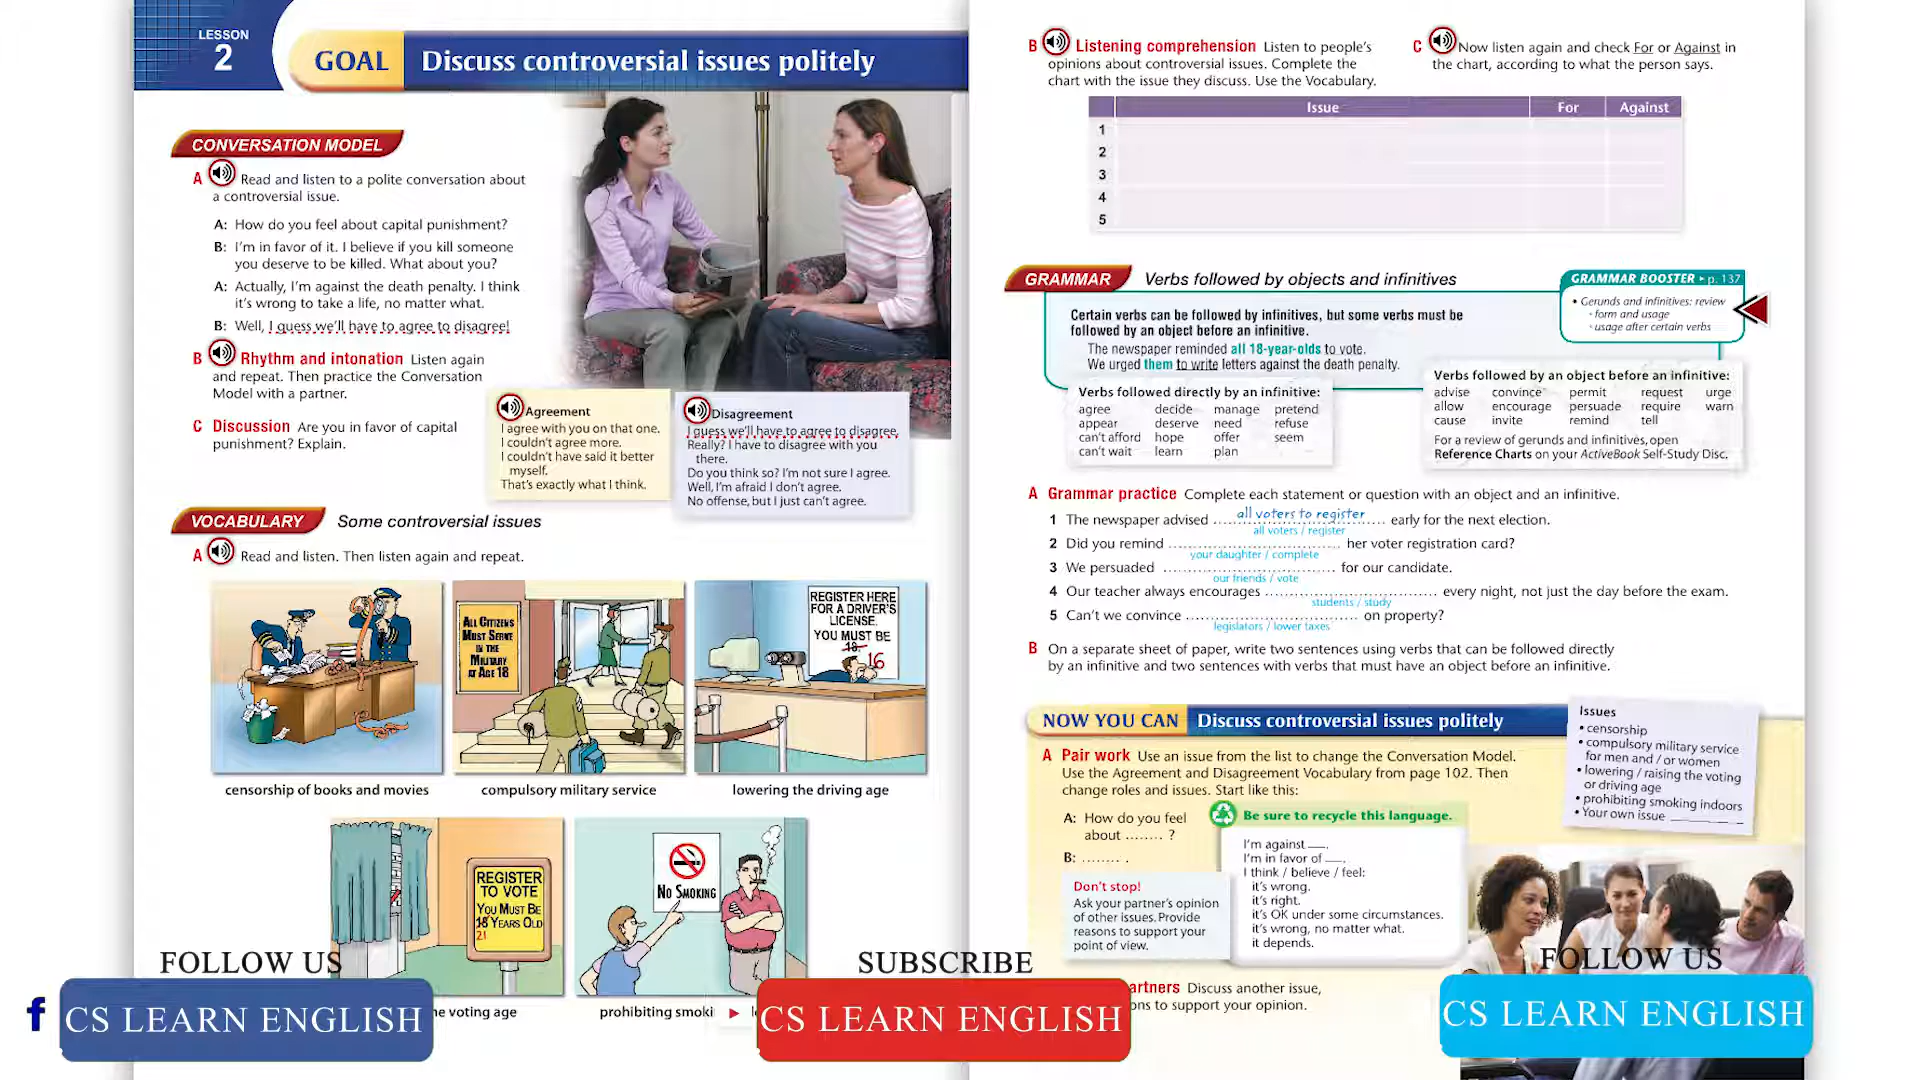 LESSON
2
GOAL Discuss controversial issues politely
CONVERSATION MODEL
A Read and listen to a polite conversation about
a controversial issue.
A: How do you feel about capital punishment?
B: I'm in favor of it. I believe if you kill someone
you deserve to be killed. What about you?
A: Actually, I'm against the death penalty. I think
it's wrong to take a life, no matter what.
B: Well, I guess we'll have to agree to disagree!
B Rhythm and intonation Listen again
and repeat. Then practice the Conversation
Model with a partner.
C Discussion Are you in favor of capital
punishment? Explain.
Agreement
I agree with you on that one.
I couldn't agree more.
I couldn't have said it better
myself.
That's exactly what I think.
Disagreement
I guess we'll have to agree to disagree.
Really? I have to disagree with you
there.
Do you think so? I'm not sure I agree.
Well, I'm afraid I don't agree.
No offense, but I just can't agree.
VOCABULARY Some controversial issues
A Read and listen. Then listen again and repeat.
ALL CITIZENS
MUST SERVE
IN THE
MILITARY
AT AGE 18
REGISTER HERE
FOR A DRIVER'S
LICENSE.
YOU MUST BE
18
16
censorship of books and movies
compulsory military service
lowering the driving age
REGISTER
TO VOTE
YOU MUST BE
18 YEARS OLD
21
NO SMOKING
e voting age
prohibiting smoki
B Listening comprehension Listen to people's
opinions about controversial issues. Complete the
chart with the issue they discuss. Use the Vocabulary.
C Now listen again and check For or Against in
the chart, according to what the person says.
Issue For Against
1
2
3
4
5
GRAMMAR Verbs followed by objects and infinitives
GRAMMAR BOOSTER ▸ p. 137
• Gerunds and infinitives: review
· form and usage
· usage after certain verbs
Certain verbs can be followed by infinitives, but some verbs must be
followed by an object before an infinitive.
The newspaper reminded all 18-year-olds to vote.
We urged them to write letters against the death penalty.
Verbs followed directly by an infinitive:
agree decide manage pretend
appear deserve need refuse
can't afford hope offer seem
can't wait learn plan
Verbs followed by an object before an infinitive:
advise convince permit request urge
allow encourage persuade require warn
cause invite remind tell
For a review of gerunds and infinitives, open
Reference Charts on your ActiveBook Self-Study Disc.
A Grammar practice Complete each statement or question with an object and an infinitive.
1 The newspaper advised all voters to register early for the next election.
all voters / register
2 Did you remind .......... her voter registration card?
your daughter / complete
3 We persuaded .......... for our candidate.
our friends / vote
4 Our teacher always encourages .......... every night, not just the day before the exam.
students / study
5 Can't we convince .......... on property?
legislators / lower taxes
B On a separate sheet of paper, write two sentences using verbs that can be followed directly
by an infinitive and two sentences with verbs that must have an object before an infinitive.
NOW YOU CAN Discuss controversial issues politely
A Pair work Use an issue from the list to change the Conversation Model.
Use the Agreement and Disagreement Vocabulary from page 102. Then
change roles and issues. Start like this:
A: How do you feel
about ........ ?
B: ........ .
Don't stop!
Ask your partner's opinion
of other issues. Provide
reasons to support your
point of view.
Be sure to recycle this language.
I'm against ___.
I'm in favor of ___.
I think / believe / feel:
it's wrong.
it's right.
it's OK under some circumstances.
it's wrong, no matter what.
it depends.
Issues
• censorship
• compulsory military service
for men and / or women
• lowering / raising the voting
or driving age
• prohibiting smoking indoors
• Your own issue ________
artners Discuss another issue,
ons to support your opinion.
FOLLOW US
f CS LEARN ENGLISH
SUBSCRIBE
CS LEARN ENGLISH
FOLLOW US
CS LEARN ENGLISH